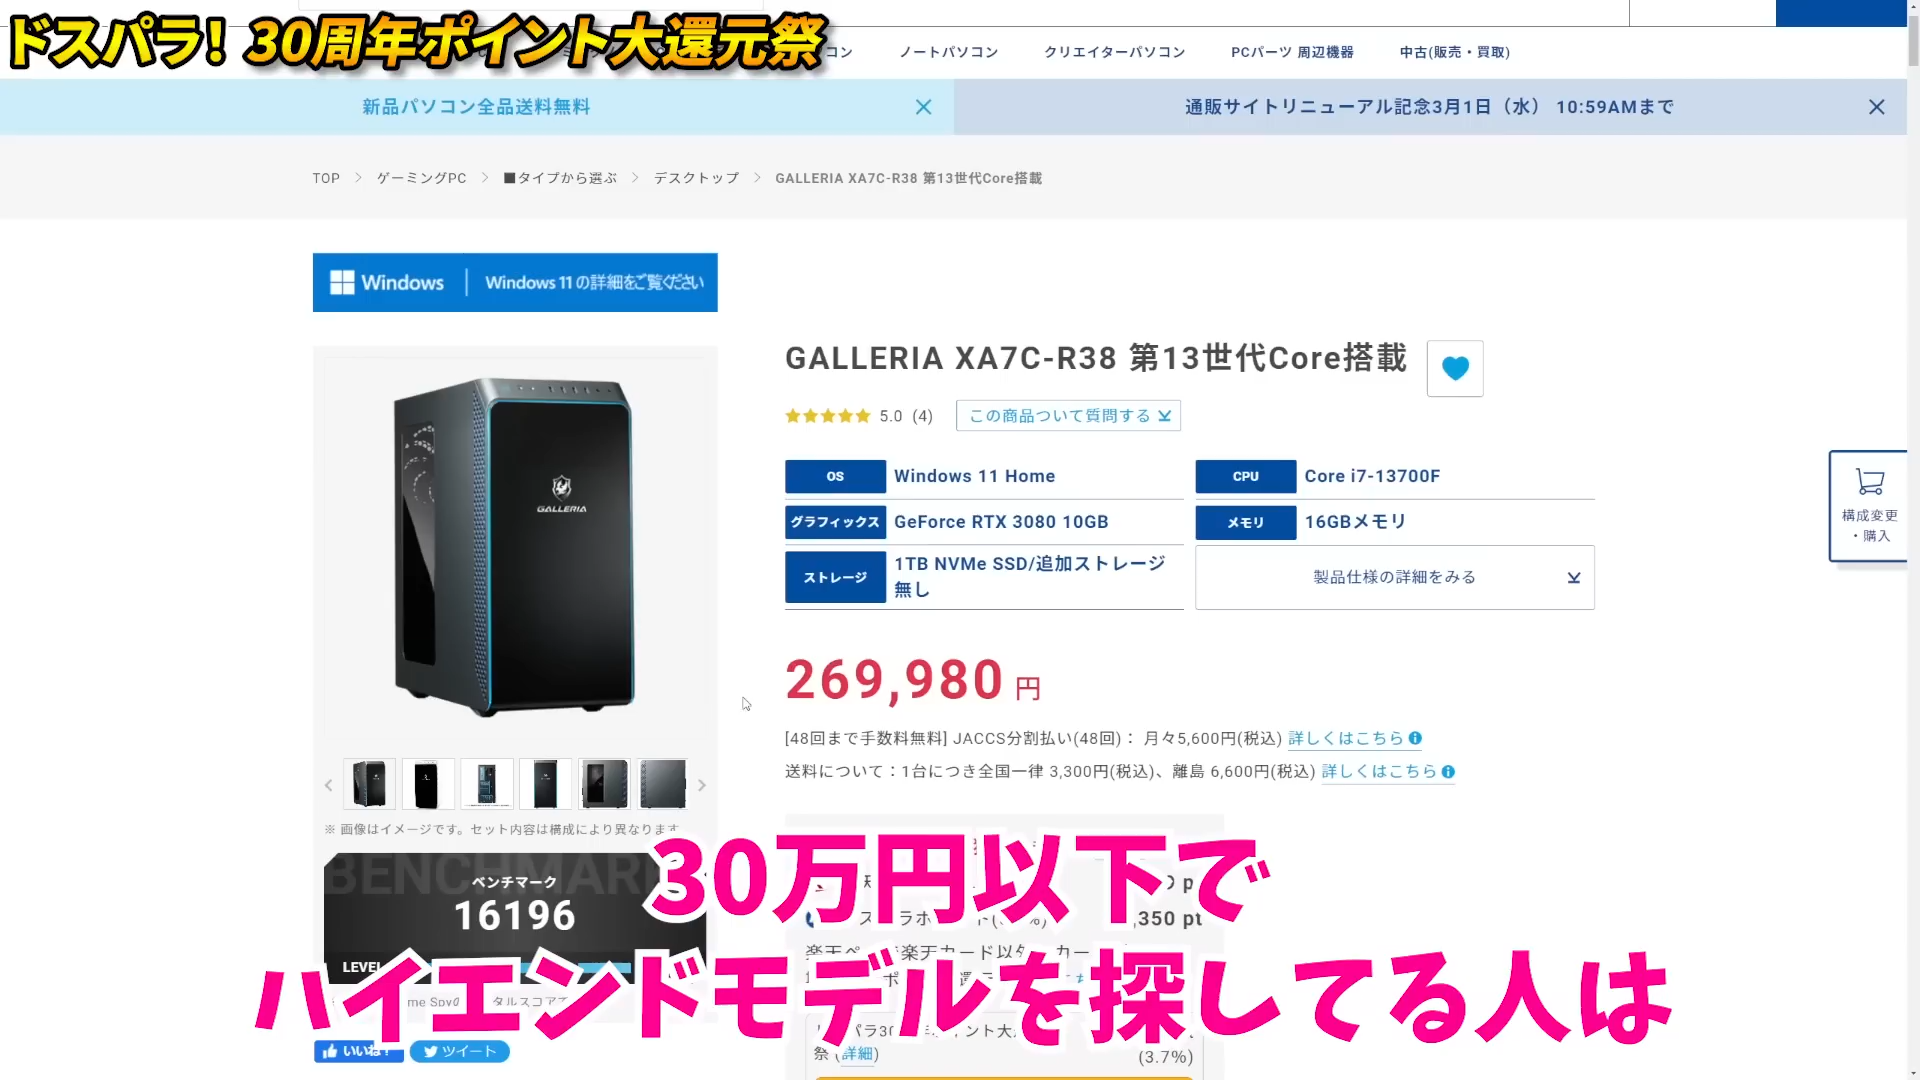 ドスパラ！30周年ポイント大還元祭
コン
ノートパソコン
クリエイターパソコン
PCパーツ 周辺機器
中古(販売・買取)
新品パソコン全品送料無料
通販サイトリニューアル記念3月1日（水） 10:59AMまで
TOP > ゲーミングPC > ■タイプから選ぶ > デスクトップ > GALLERIA XA7C-R38 第13世代Core搭載
Windows | Windows 11 の詳細をご覧ください
GALLERIA
GALLERIA XA7C-R38 第13世代Core搭載
5.0 (4)
この商品ついて質問する
OS Windows 11 Home
CPU Core i7-13700F
グラフィックス GeForce RTX 3080 10GB
メモリ 16GBメモリ
ストレージ 1TB NVMe SSD/追加ストレージ
無し
製品仕様の詳細をみる
構成変更
・購入
269,980 円
[48回まで手数料無料] JACCS分割払い(48回)： 月々5,600円(税込) 詳しくはこちら
送料について：1台につき全国一律 3,300円(税込)、離島 6,600円(税込) 詳しくはこちら
※ 画像はイメージです。セット内容は構成により異なります
BENCHMARK
ベンチマーク
16196
LEVEL
30万円以下で
ハイエンドモデルを探してる人は
,350 pt
祭 (詳細)
(3.7%)
いいね！
ツイート